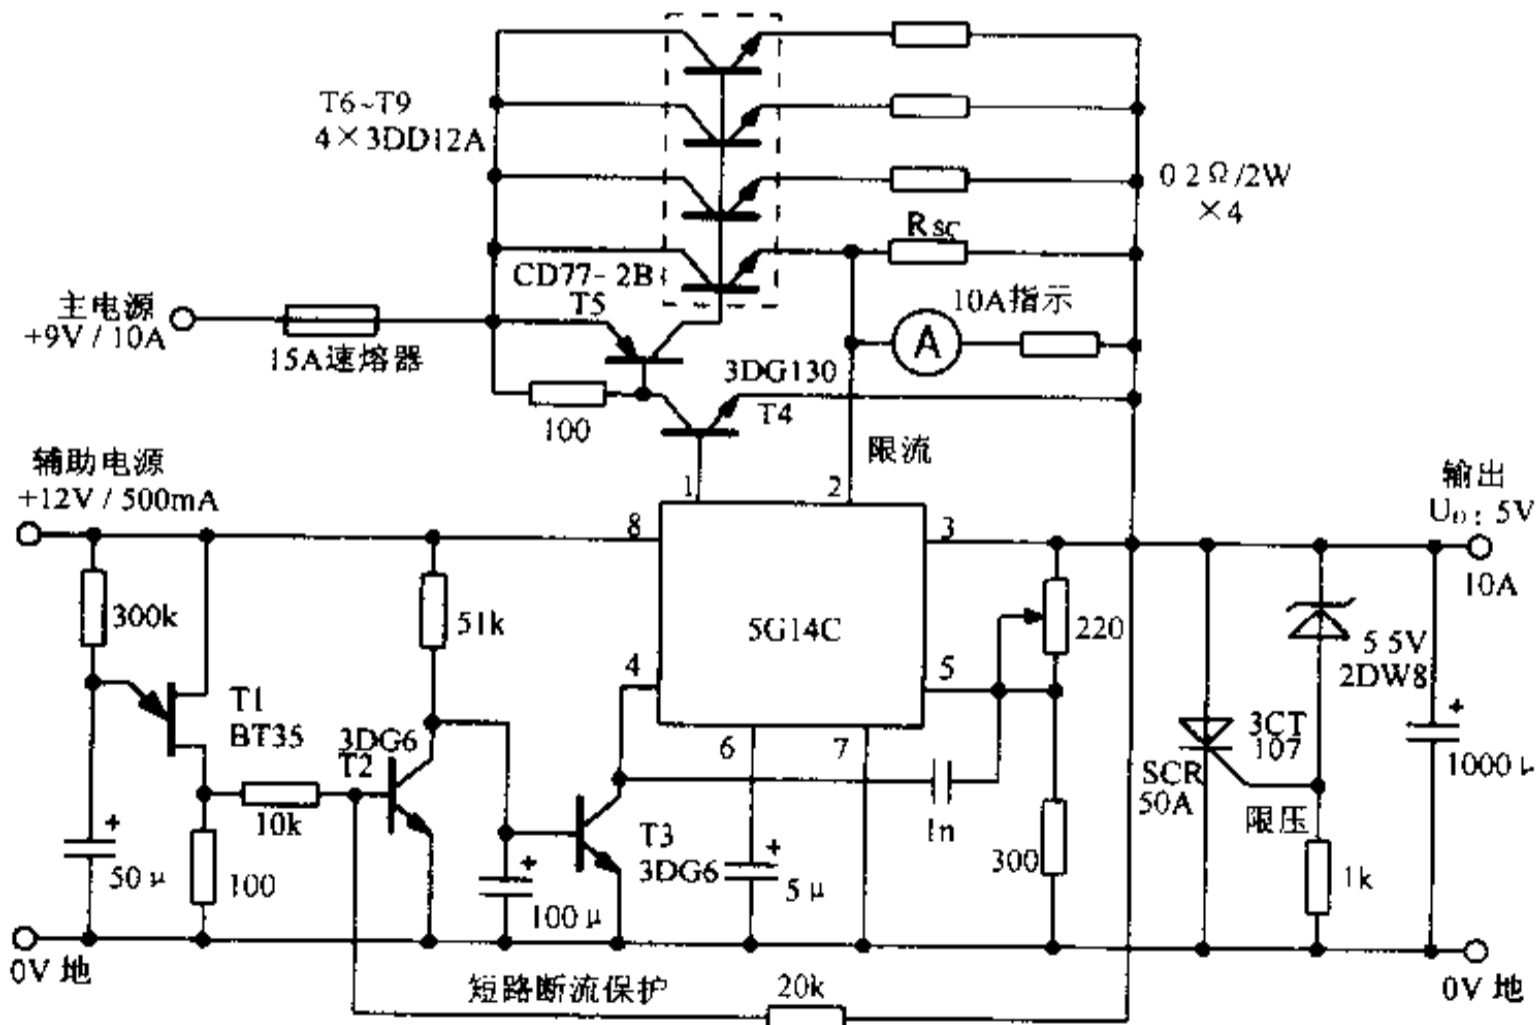 T6~T9
4×3DD12A
0 2Ω/2W
×4
RSC
CD77-2B
T5
10A指示
主电源
+9V / 10A
15A速熔器
A
3DG130
T4
100
限流
辅助电源
+12V / 500mA
输出
U₀: 5V
10A
1
2
8
3
300k
51k
5G14C
220
4
5
5 5V
2DW8
T1
BT35
3DG6
T2
6
7
3CT
107
SCR
50A
1000μ
10k
T3
3DG6
1n
限压
50μ
100
100μ
5μ
300
1k
0V 地
短路断流保护
20k
0V 地